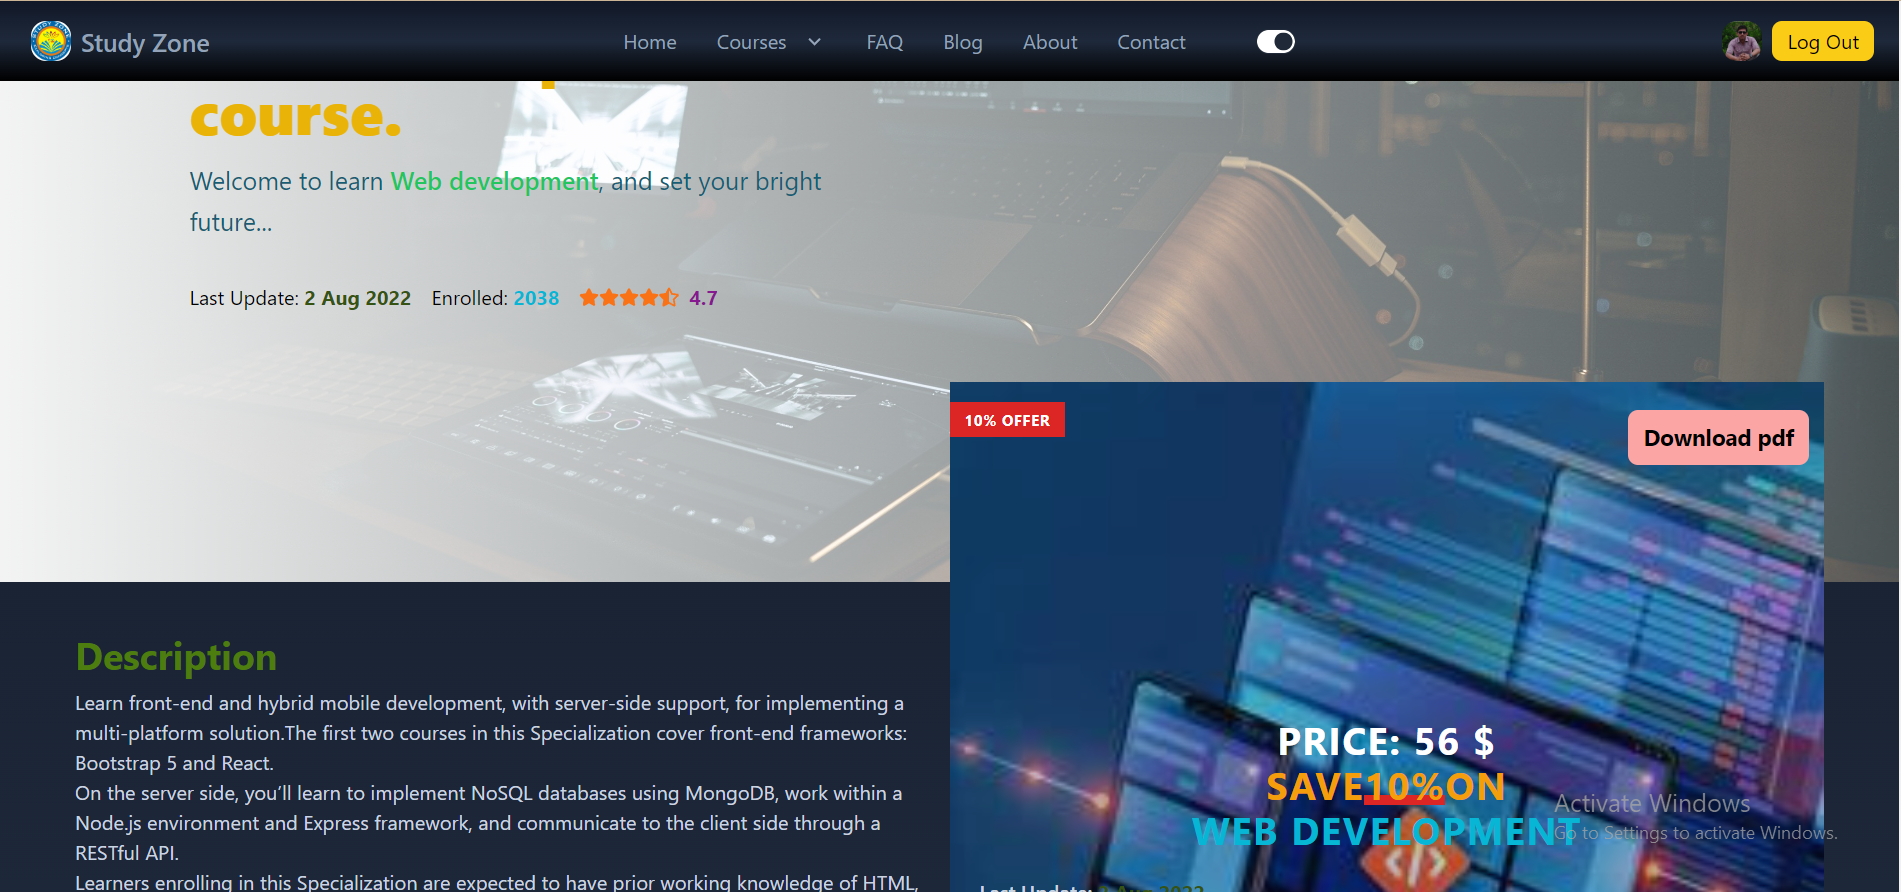 Study Zone
Home
Courses
FAQ
Blog
About
Contact
Log Out
course.
Welcome to learn Web development, and set your bright
future...
Last Update: 2 Aug 2022
Enrolled: 2038
4.7
10% OFFER
Download pdf
Description
Learn front-end and hybrid mobile development, with server-side support, for implementing a
multi-platform solution.The first two courses in this Specialization cover front-end frameworks:
Bootstrap 5 and React.
On the server side, you’ll learn to implement NoSQL databases using MongoDB, work within a
Node.js environment and Express framework, and communicate to the client side through a
RESTful API.
Learners enrolling in this Specialization are expected to have prior working knowledge of HTML,
PRICE: 56 $
SAVE10%ON
WEB DEVELOPMENT
Last Update: 2 Aug 2022
Activate Windows
Go to Settings to activate Windows.